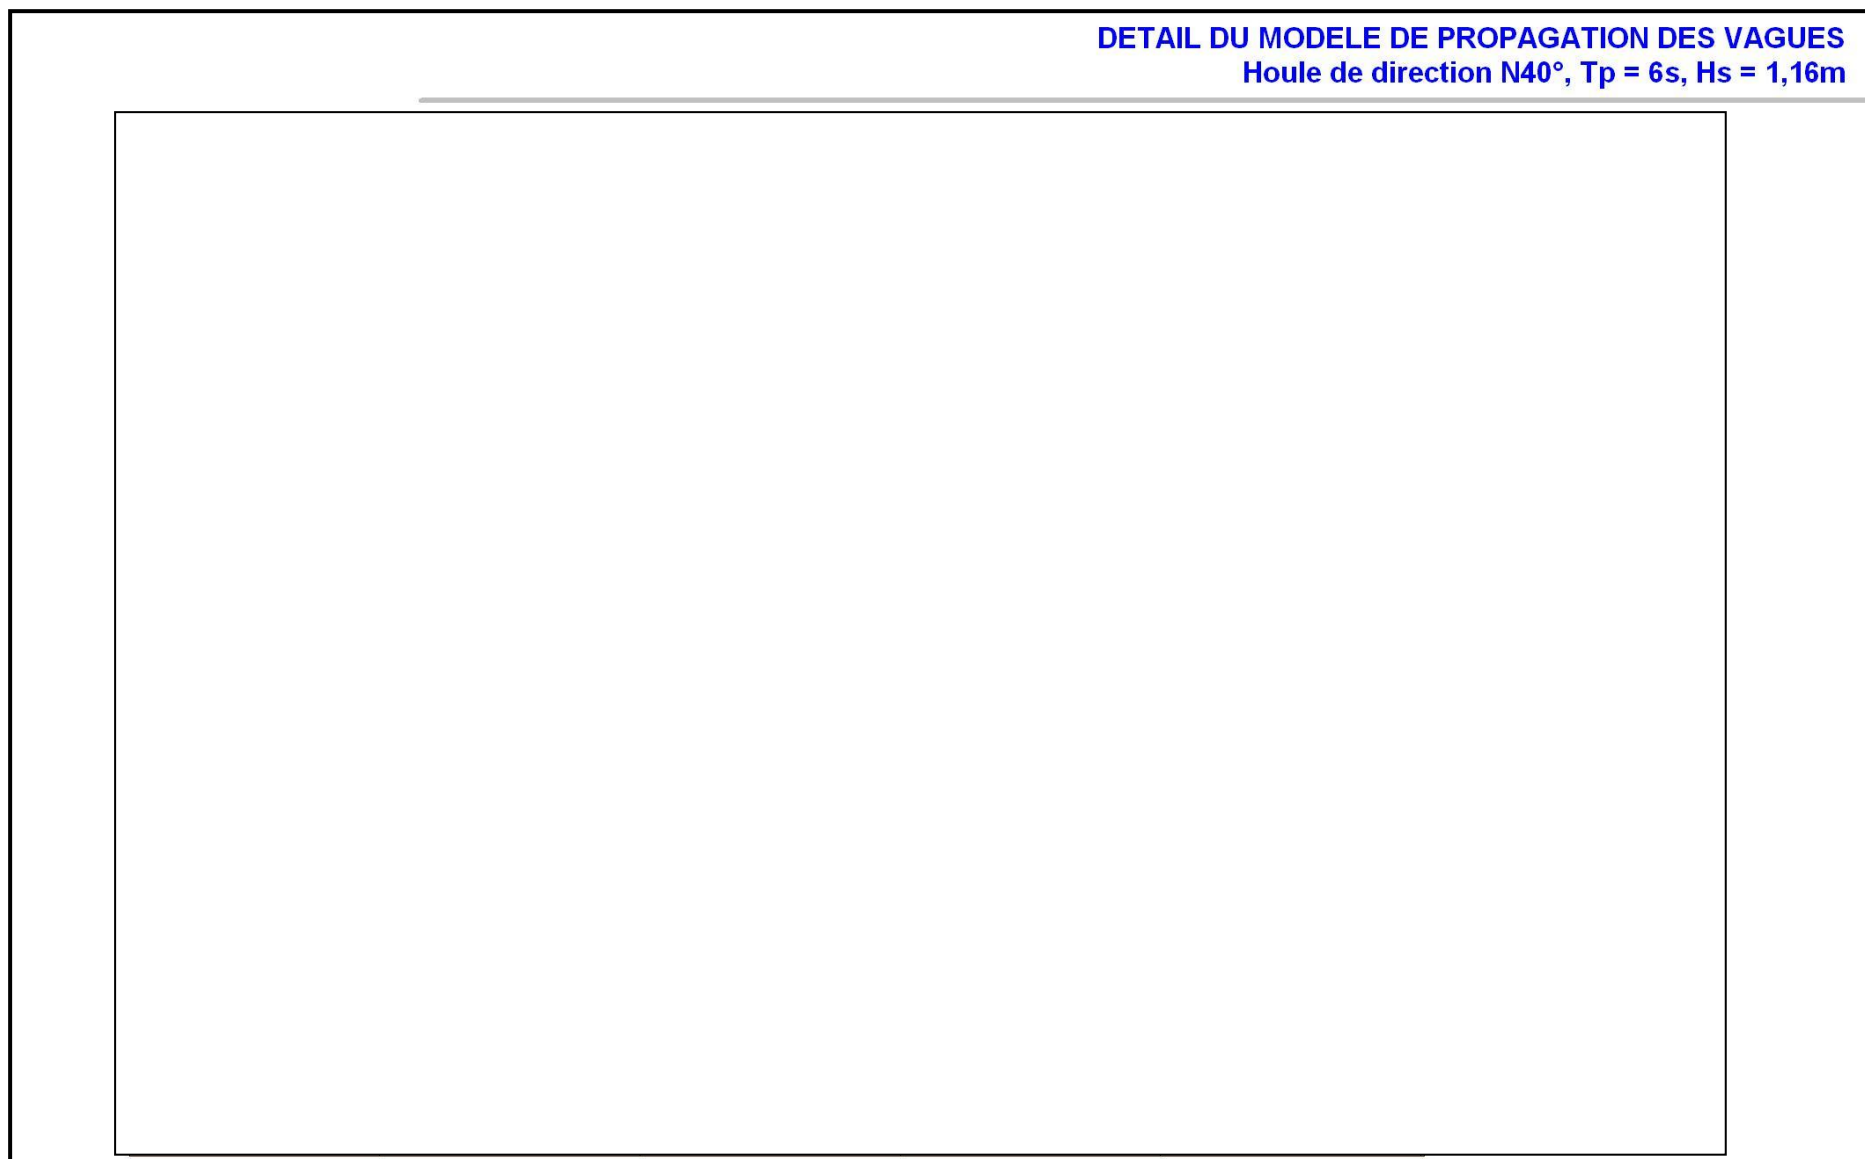 DETAIL DU MODELE DE PROPAGATION DES VAGUES
Houle de direction N40°, Tp = 6s, Hs = 1,16m